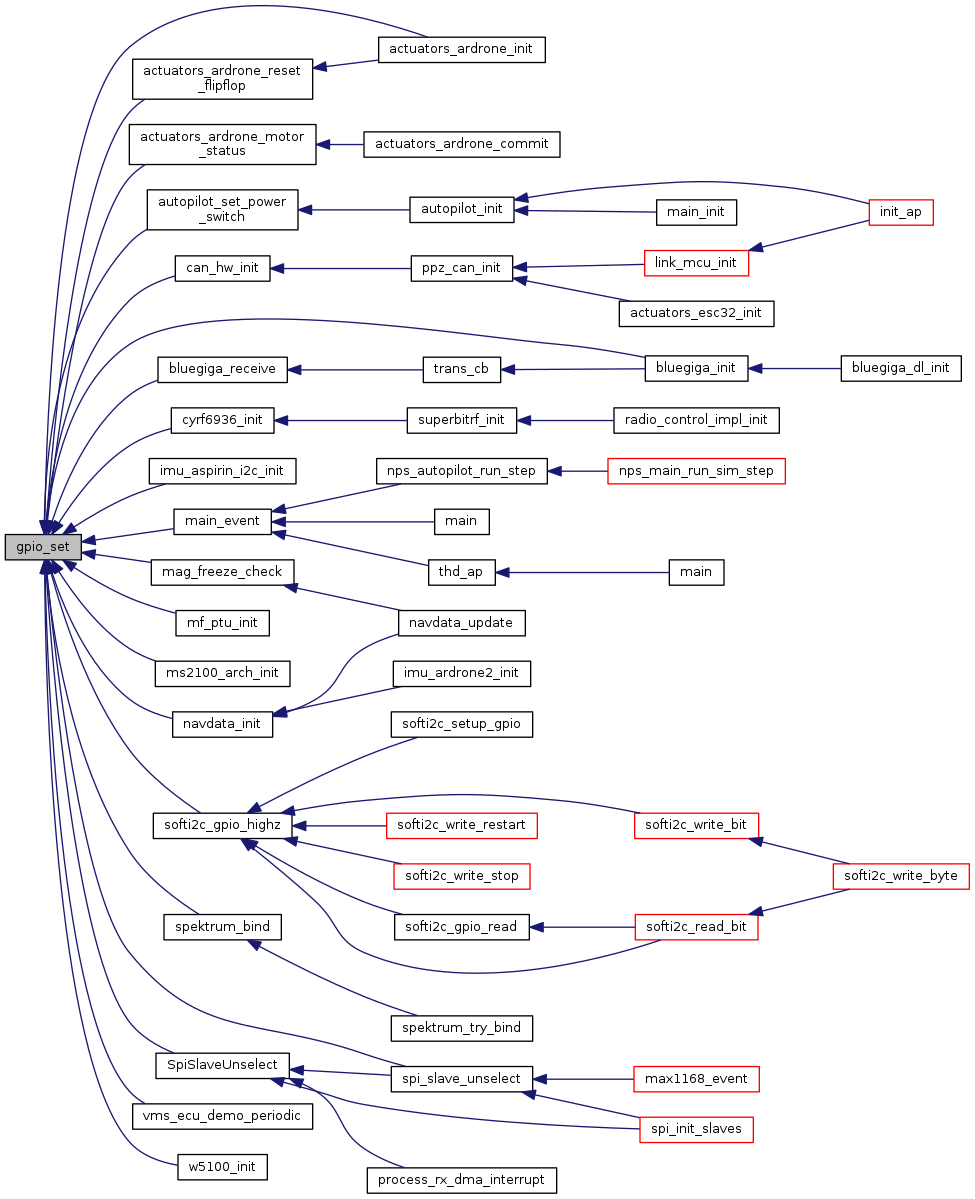 actuators_ardrone_init
actuators_ardrone_reset
_flipflop
actuators_ardrone_motor
_status
actuators_ardrone_commit
autopilot_set_power
_switch
autopilot_init
main_init
init_ap
can_hw_init
ppz_can_init
link_mcu_init
actuators_esc32_init
bluegiga_receive
trans_cb
bluegiga_init
bluegiga_dl_init
cyrf6936_init
superbitrf_init
radio_control_impl_init
imu_aspirin_i2c_init
nps_autopilot_run_step
nps_main_run_sim_step
main_event
main
gpio_set
mag_freeze_check
thd_ap
main
mf_ptu_init
navdata_update
ms2100_arch_init
imu_ardrone2_init
navdata_init
softi2c_setup_gpio
softi2c_gpio_highz
softi2c_write_restart
softi2c_write_bit
softi2c_write_stop
softi2c_write_byte
spektrum_bind
softi2c_gpio_read
softi2c_read_bit
spektrum_try_bind
SpiSlaveUnselect
spi_slave_unselect
max1168_event
vms_ecu_demo_periodic
spi_init_slaves
w5100_init
process_rx_dma_interrupt